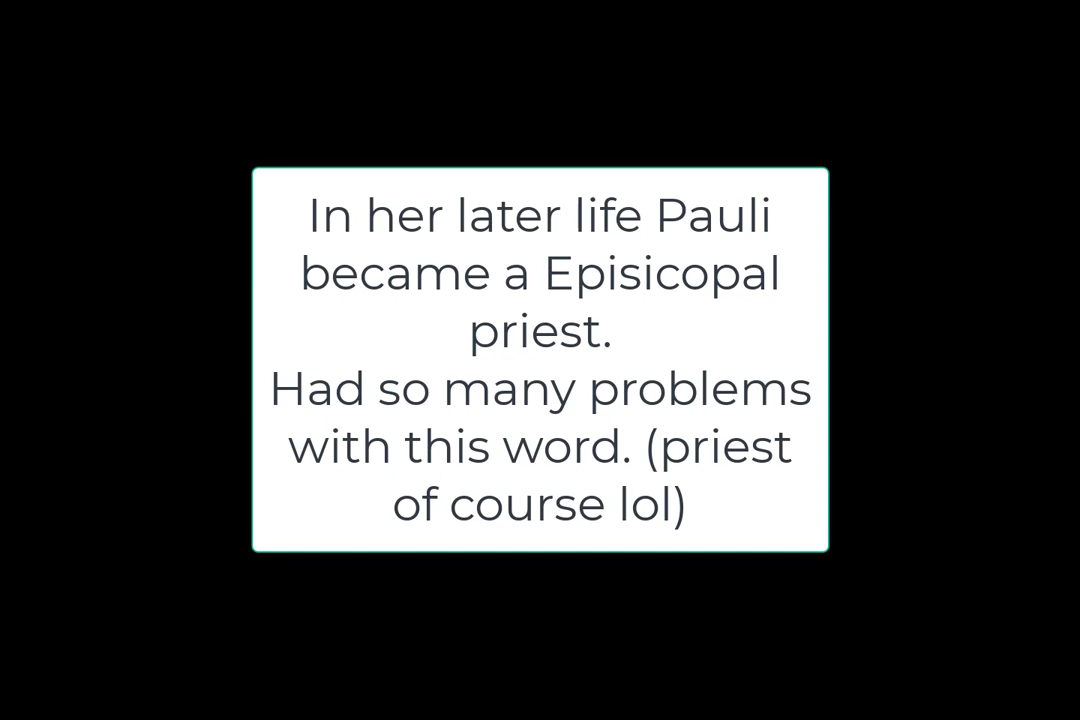 In her later life Pauli
became a Episicopal
priest.
Had so many problems
with this word. (priest
of course lol)